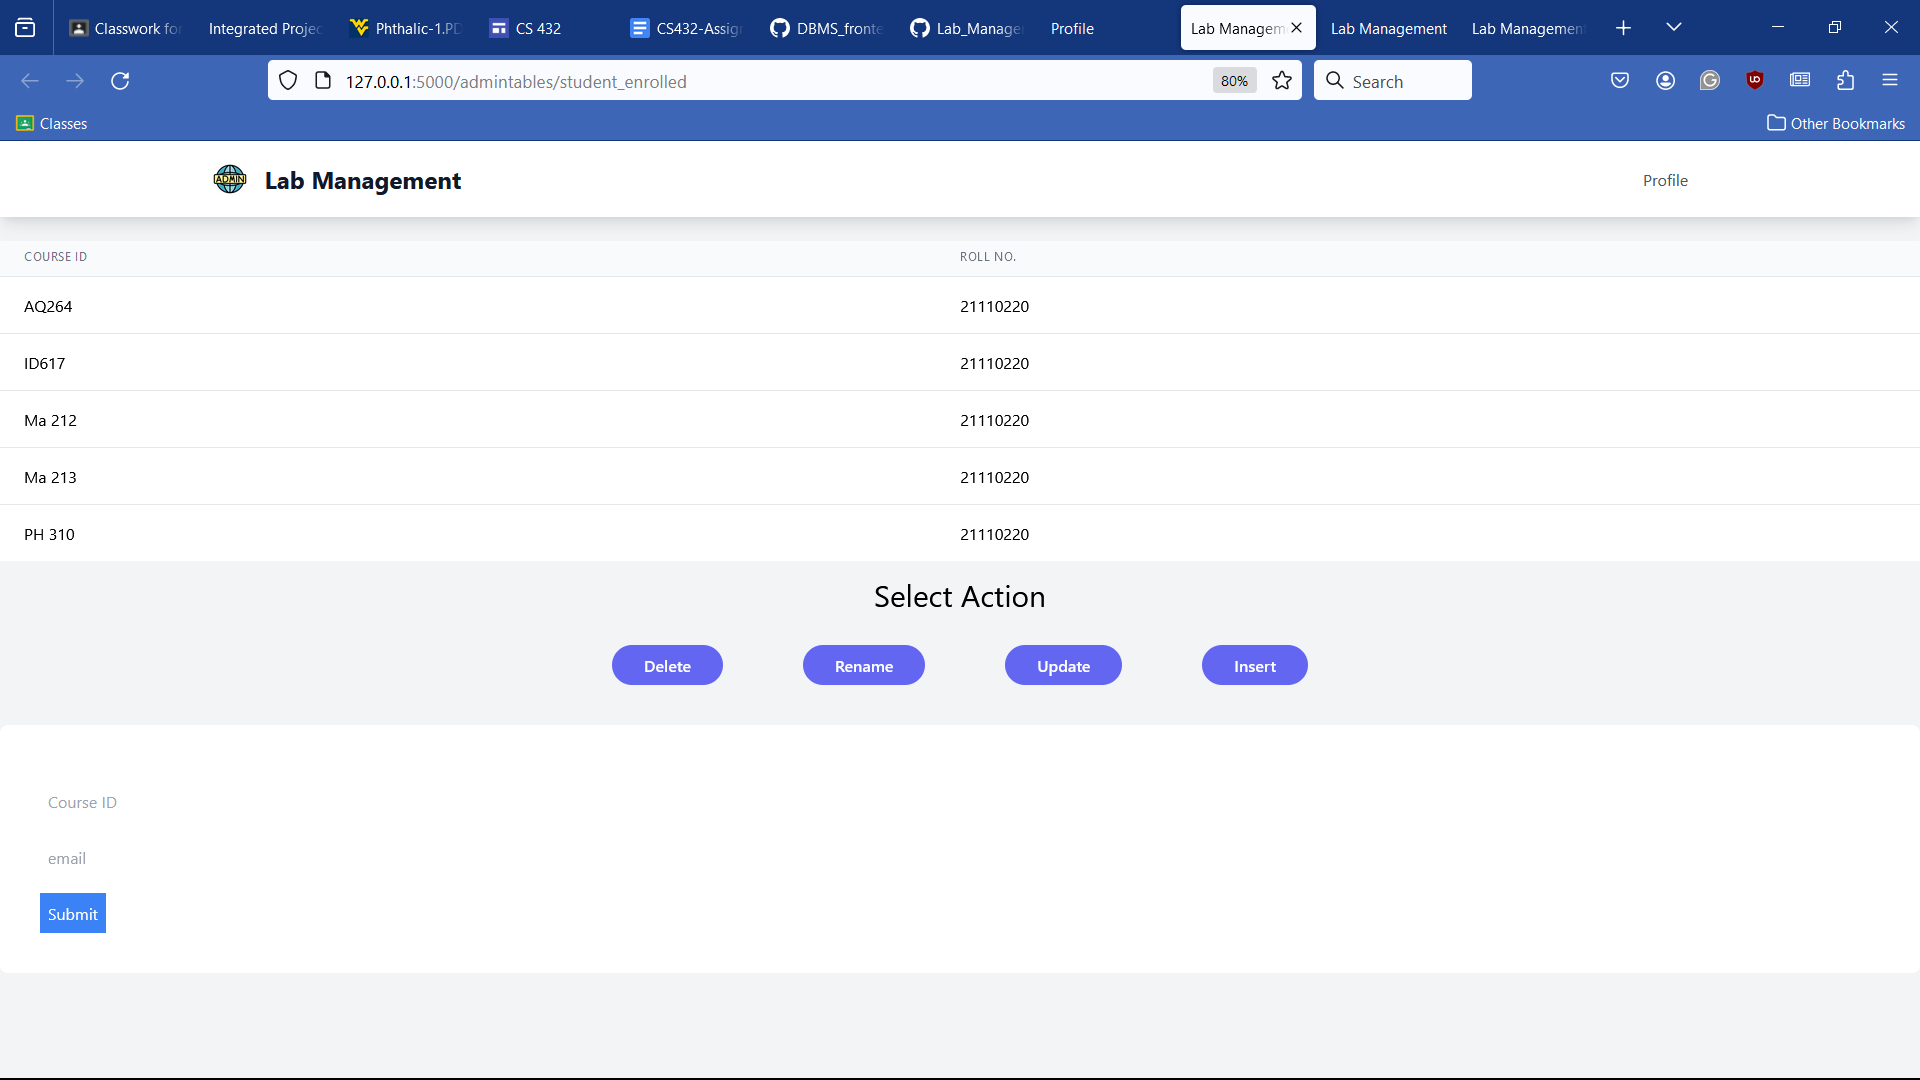 Classwork for
Integrated Projec
Phthalic-1.PD
CS 432
CS432-Assig
DBMS_fronte
Lab_Manage
Profile
Lab Managem
Lab Management
Lab Management
127.0.0.1:5000/admintables/student_enrolled
80%
Search
Classes
Other Bookmarks
ADMIN
Lab Management
Profile
COURSE ID ROLL NO.
AQ264 21110220
ID617 21110220
Ma 212 21110220
Ma 213 21110220
PH 310 21110220
Select Action
Delete Rename Update Insert
Course ID
email
Submit